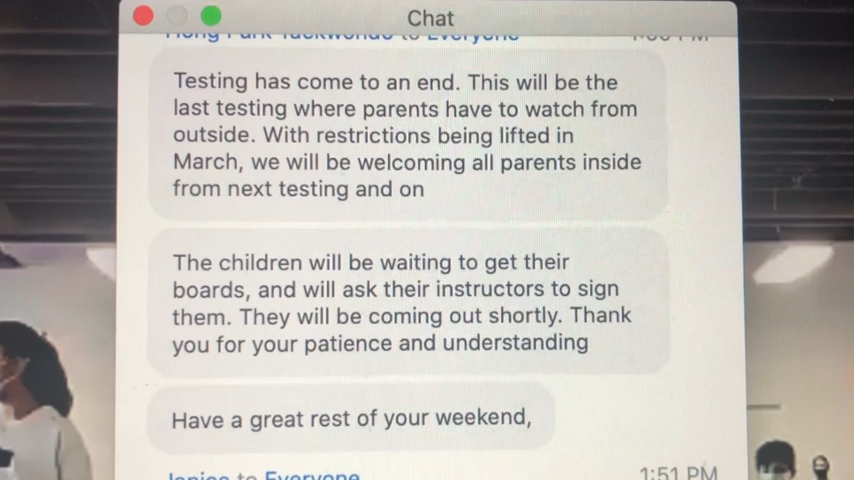 Chat
to Everyone
Testing has come to an end. This will be the
last testing where parents have to watch from
outside. With restrictions being lifted in
March, we will be welcoming all parents inside
from next testing and on
The children will be waiting to get their
boards, and will ask their instructors to sign
them. They will be coming out shortly. Thank
you for your patience and understanding
Have a great rest of your weekend,
to Everyone
1:51 PM